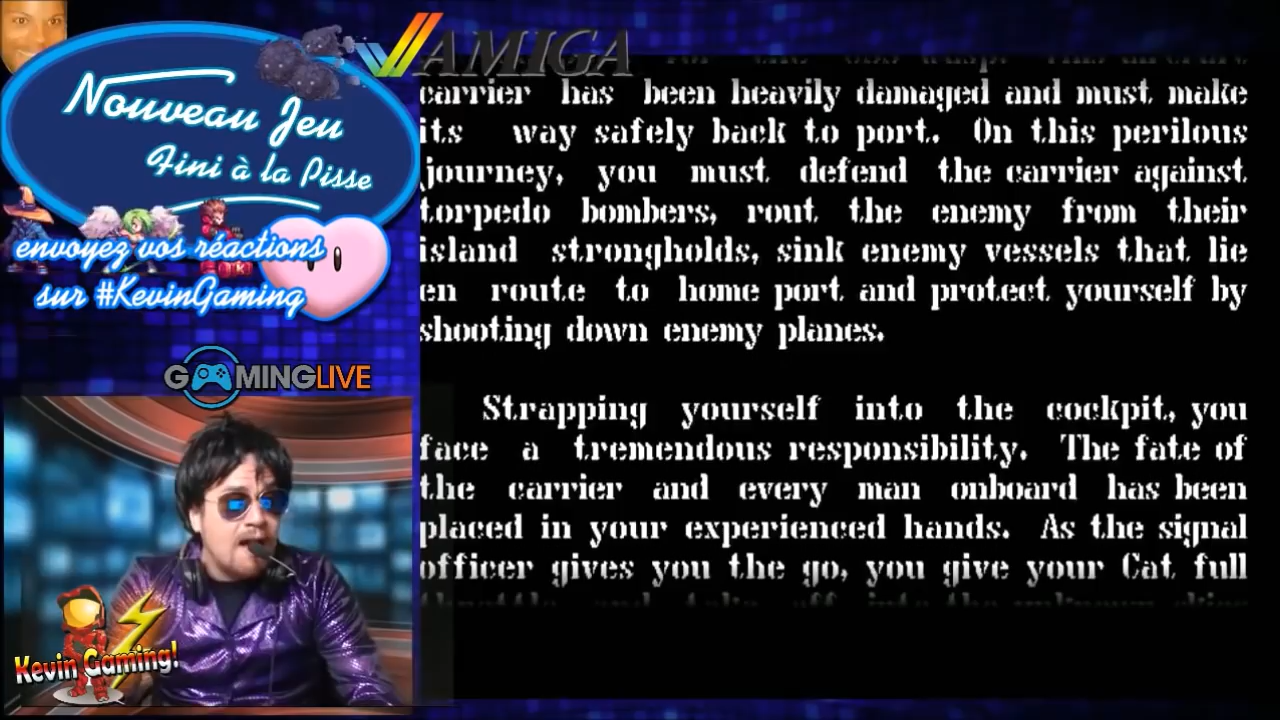 AMIGA
Nouveau Jeu
Fini à la Pisse
envoyez vos réactions
sur #KevinGaming
GAMINGLIVE
Kevin Gaming!
carrier has been heavily damaged and must make
its way safely back to port. On this perilous
journey, you must defend the carrier against
torpedo bombers, rout the enemy from their
island strongholds, sink enemy vessels that lie
en route to home port and protect yourself by
shooting down enemy planes.
Strapping yourself into the cockpit, you
face a tremendous responsibility. The fate of
the carrier and every man onboard has been
placed in your experienced hands. As the signal
officer gives you the go, you give your Cat full